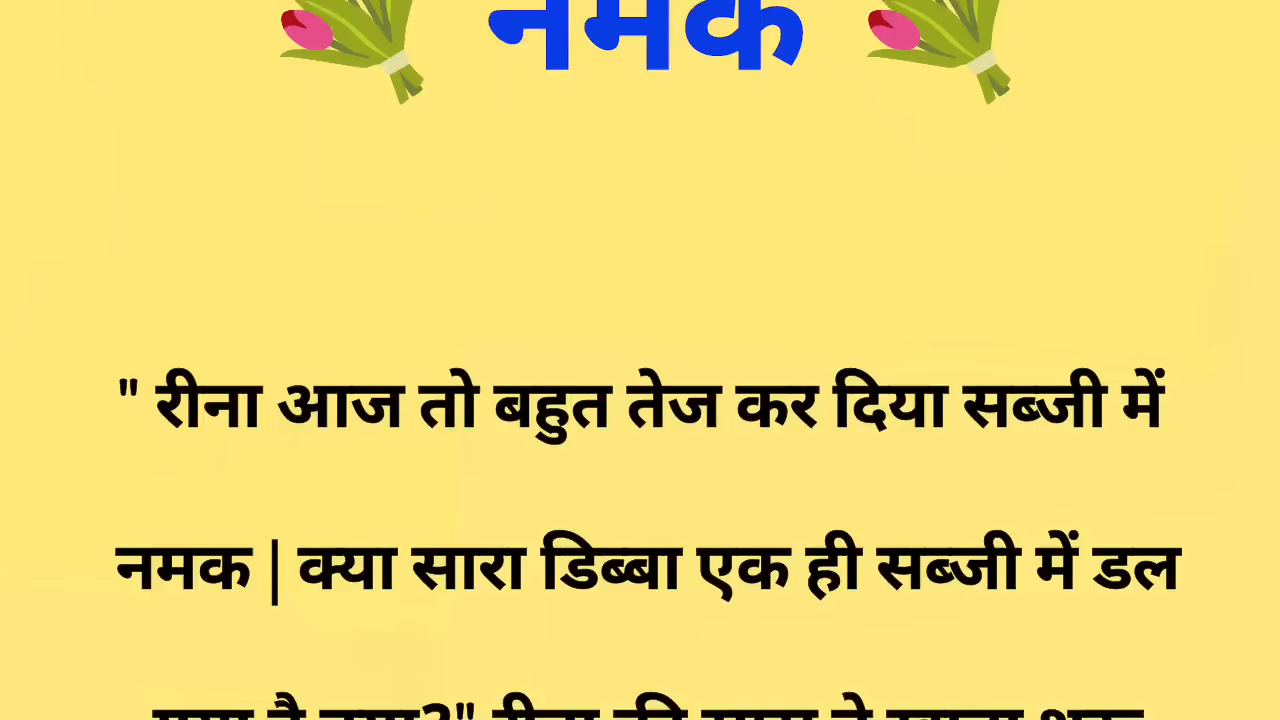 नमक
" रीना आज तो बहुत तेज कर दिया सब्जी में
नमक | क्या सारा डिब्बा एक ही सब्जी में डल